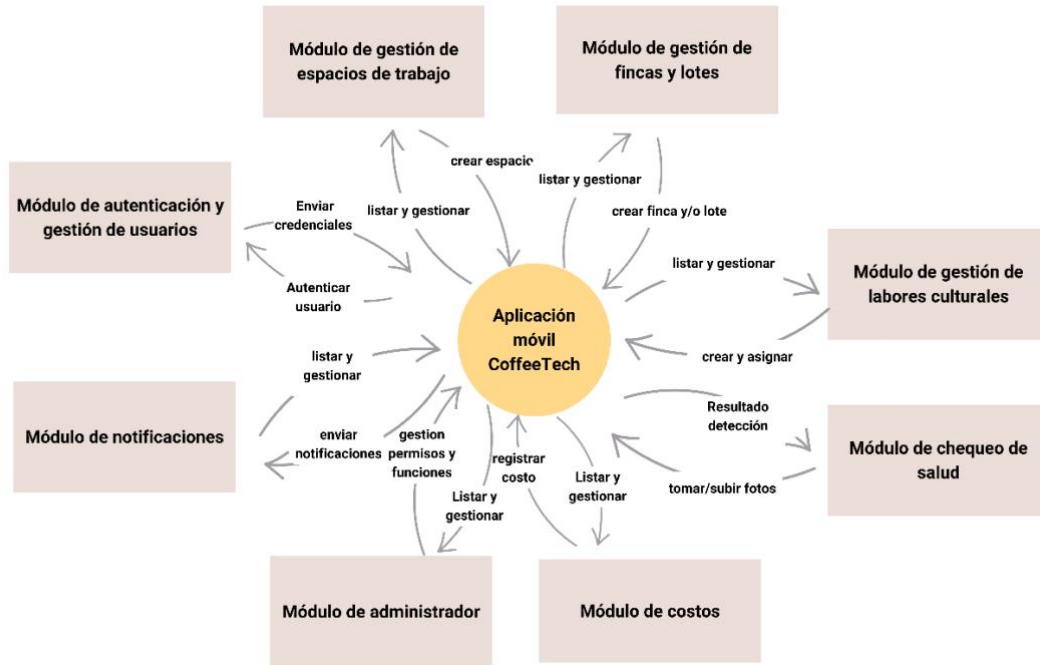 Módulo de gestión de
espacios de trabajo
Módulo de gestión de
fincas y lotes
crear espacio
listar y gestionar
Módulo de autenticación y
gestión de usuarios
Enviar
credenciales
listar y gestionar
crear finca y/o lote
Autenticar
usuario
listar y gestionar
Módulo de gestión de
labores culturales
Aplicación
móvil
CoffeeTech
listar y
gestionar
crear y asignar
Módulo de notificaciones
enviar
notificaciones
gestion
permisos y
funciones
registrar
costo
Listar y
gestionar
Listar y
gestionar
Resultado
detección
tomar/subir fotos
Módulo de chequeo de
salud
Módulo de administrador
Módulo de costos